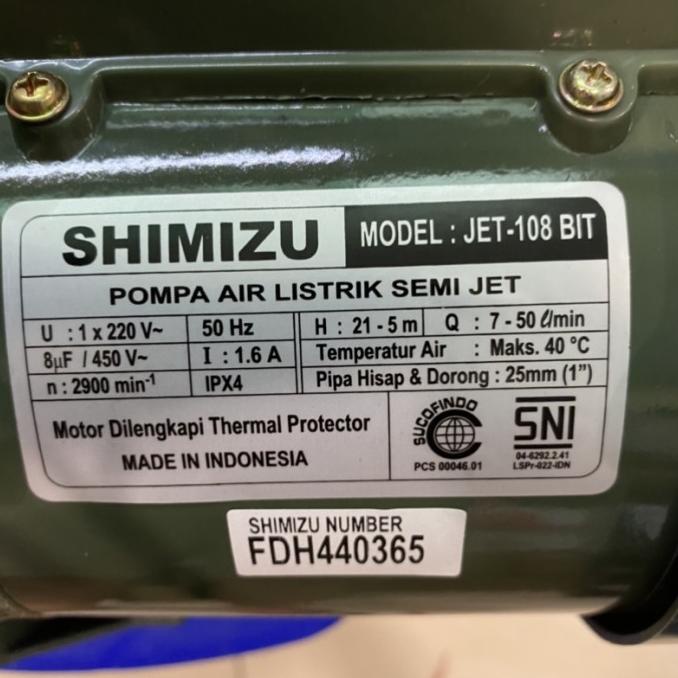 SHIMIZU MODEL : JET-108 BIT
POMPA AIR LISTRIK SEMI JET
U : 1 x 220 V~ 50 Hz H : 21 - 5 m Q : 7 - 50 ℓ/min
8µF / 450 V~ I : 1.6 A Temperatur Air : Maks. 40 °C
n : 2900 min-1 IPX4 Pipa Hisap & Dorong : 25mm (1")
Motor Dilengkapi Thermal Protector
MADE IN INDONESIA
SUCOFINDO
PCS 00046.01
SNI
04-6292.2.41
LSPr-022-IDN
SHIMIZU NUMBER
FDH440365